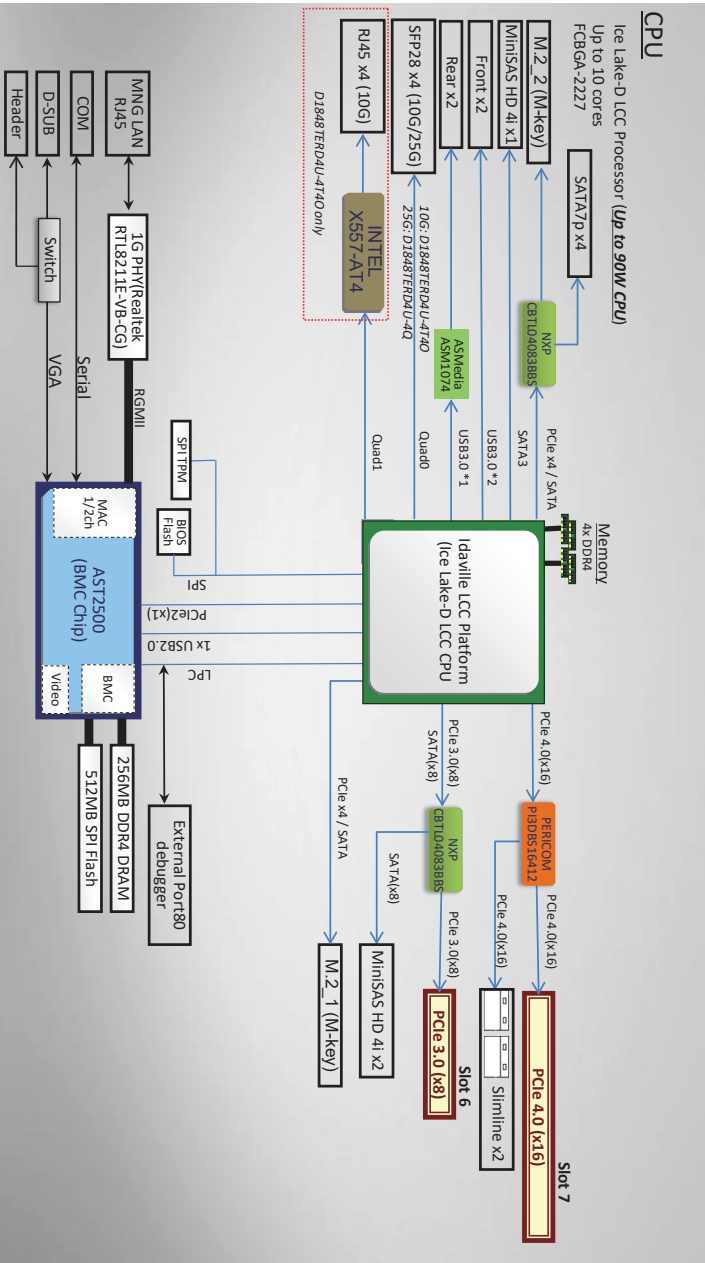 CPU
Ice Lake-D LCC Processor (Up to 90W CPU)
Up to 10 cores
FCBGA-2227
Memory
4x DDR4
Idaville LCC Platform
(Ice Lake-D LCC CPU)
SATA7p x4
M.2_2 (M-key)
MiniSAS HD 4i x1
Front x2
Rear x2
SFP28 x4 (10G/25G)
RJ45 x4 (10G)
D1848TERD4U-4T4O only
NXP
CBTL04083BBS
PCIe x4 / SATA
SATA3
USB3.0 *2
USB3.0 *1
ASMedia
ASM1074
10G: D1848TERD4U-4T4O
25G: D1848TERD4U-4Q
Quad0
Quad1
INTEL
X557-AT4
PCIe 4.0(x16)
PERICOM
PI3DBS16412
PCIe 4.0(x16)
PCIe 4.0(x16)
PCIe 4.0 (x16)
Slot 7
Slimline x2
PCIe 3.0(x8)
SATA(x8)
NXP
CBTL04083BBS
PCIe 3.0(x8)
SATA(x8)
PCIe 3.0 (x8)
Slot 6
MiniSAS HD 4i x2
PCIe x4 / SATA
M.2_1 (M-key)
SPI TPM
BIOS
Flash
SPI
PCIe2(x1)
1x USB2.0
LPC
External Port80
debugger
MNG LAN
RJ45
COM
D-SUB
Header
1G PHY(Realtek
RTL8211E-VB-CG)
RGMII
Serial
Switch
VGA
MAC
1/2ch
AST2500
(BMC Chip)
BMC
Video
256MB DDR4 DRAM
512MB SPI Flash